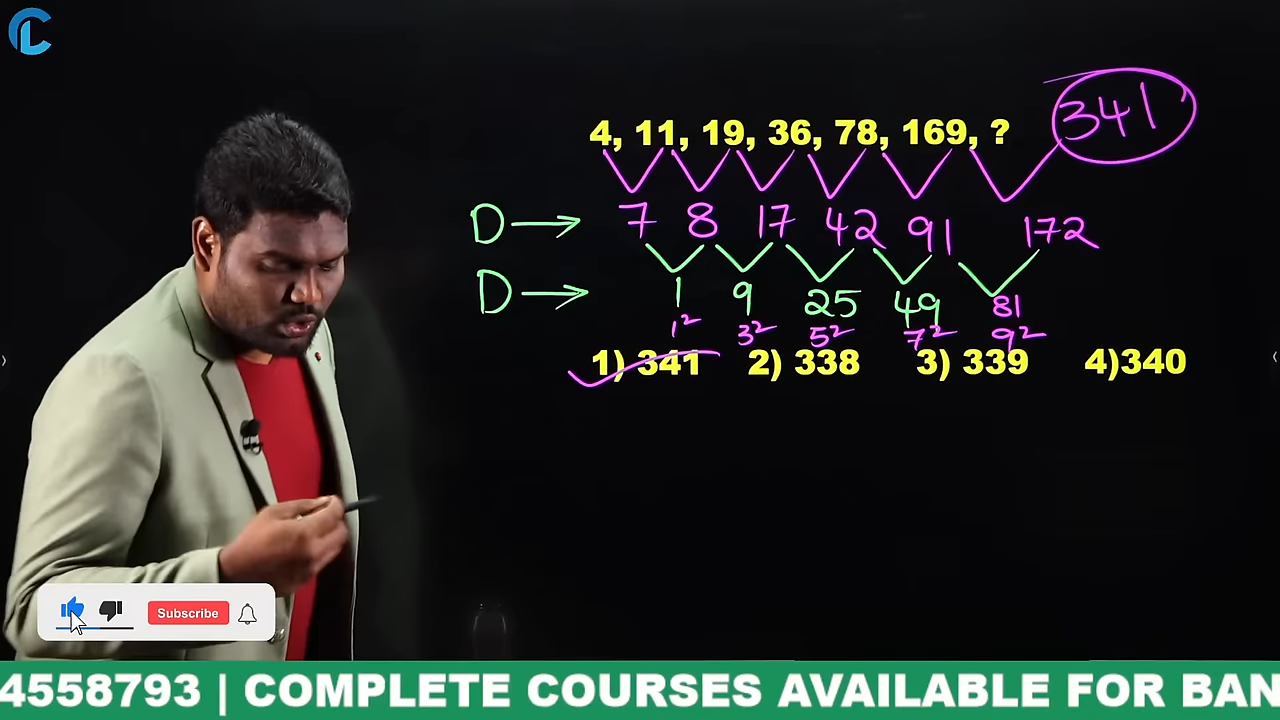 341
4, 11, 19, 36, 78, 169, ?
D → 7 8 17 42 91 172
D → 1 9 25 49 81
1² 3² 5² 7² 9²
1) 341 2) 338 3) 339 4)340
Subscribe
4558793 | COMPLETE COURSES AVAILABLE FOR BAN